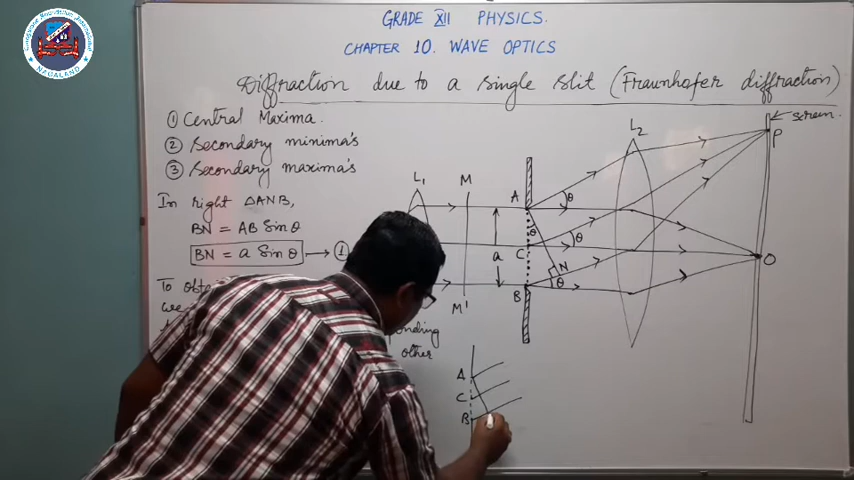 GRADE XII PHYSICS.
CHAPTER 10. WAVE OPTICS
Diffraction due to a single slit (Fraunhofer diffraction)
① Central Maxima.
② Secondary minima's
③ Secondary maxima's
In right △ANB,
BN = AB Sin θ
BN = a Sin θ → ①
To
we
onding
other
L1
M
M'
A
θ
θ
C
θ
a
N
B
θ
L2
screen.
P
O
A
C
B
NAGALAND